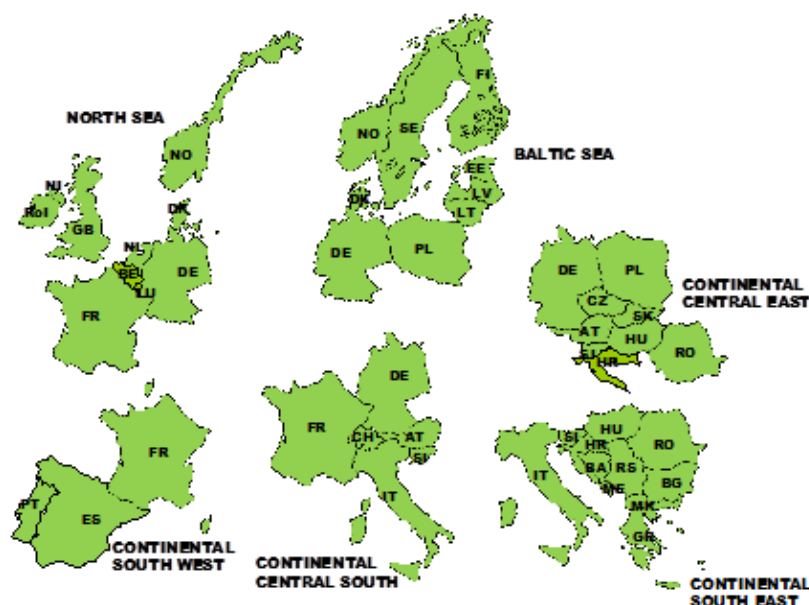 NORTH SEA
NO
NI
RoI
GB
DK
NL
BE
LU
DE
FR
BALTIC SEA
FI
NO
SE
EE
LV
LT
DK
DE
PL
CONTINENTAL
CENTRAL EAST
DE
PL
CZ
SK
AT
HU
SI
HR
RO
CONTINENTAL
SOUTH WEST
FR
PT
ES
CONTINENTAL
CENTRAL SOUTH
DE
FR
CH
AT
SI
IT
CONTINENTAL
SOUTH EAST
HU
SI
HR
RO
IT
BA
RS
ME
BG
MK
GR